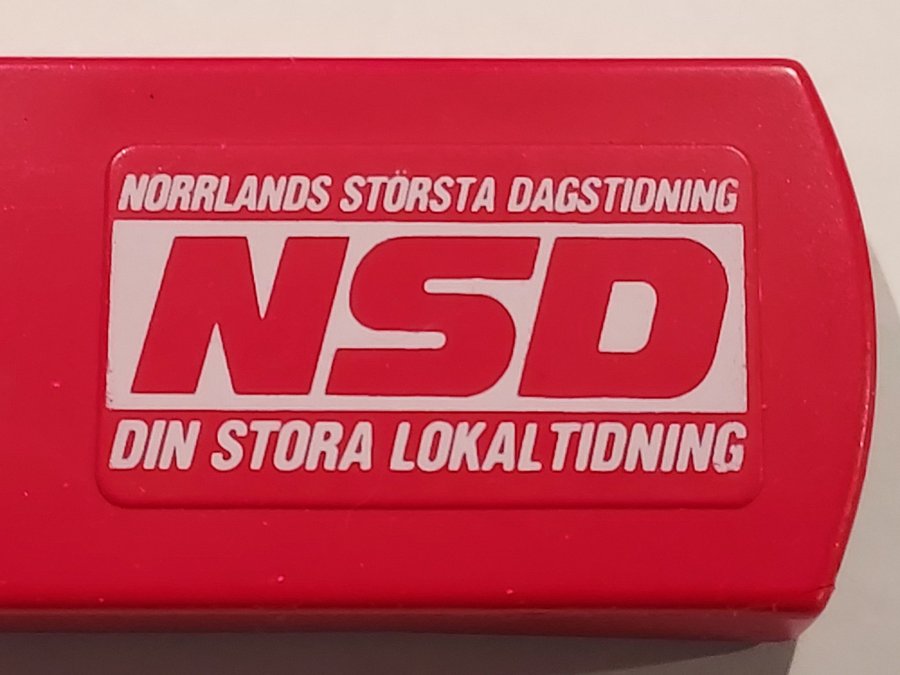 NORRLANDS STÖRSTA DAGSTIDNING
NSD
DIN STORA LOKALTIDNING